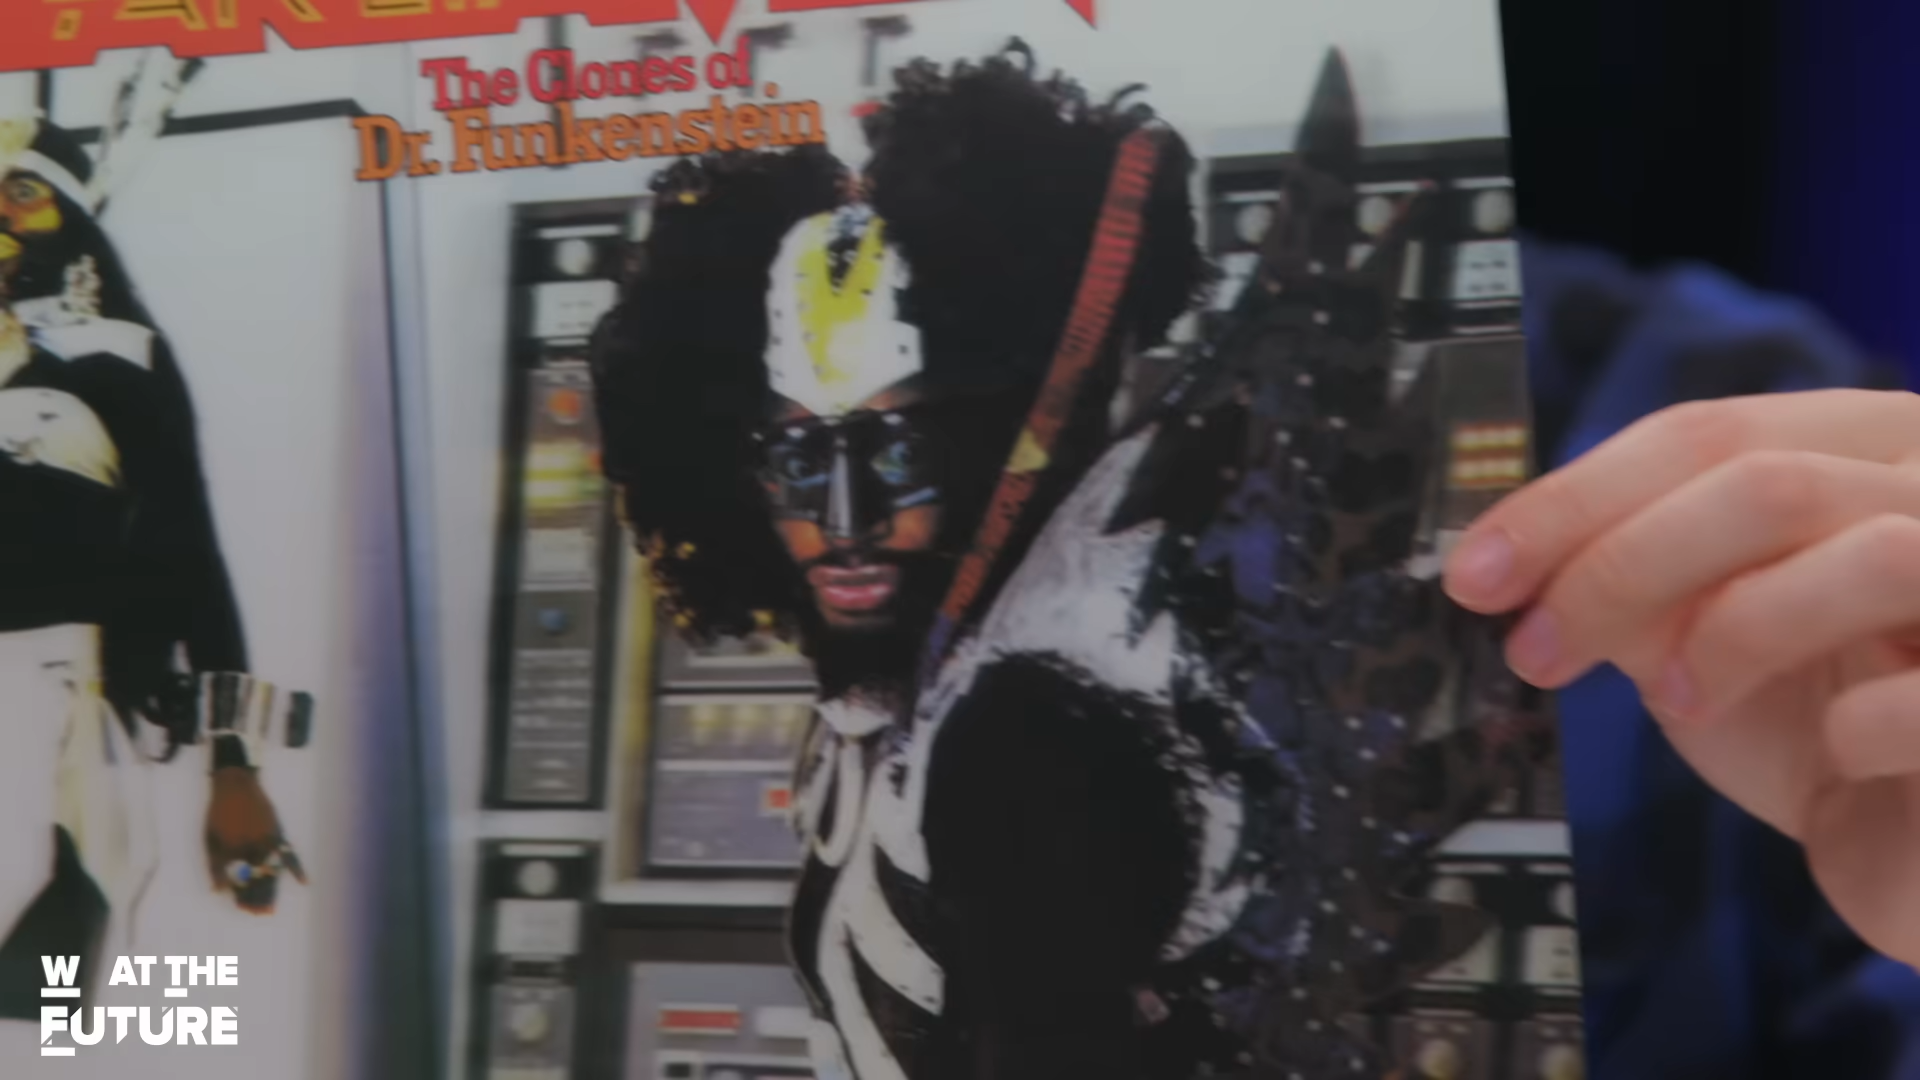 The Clones of
Dr. Funkenstein
W AT THE
FUTURE